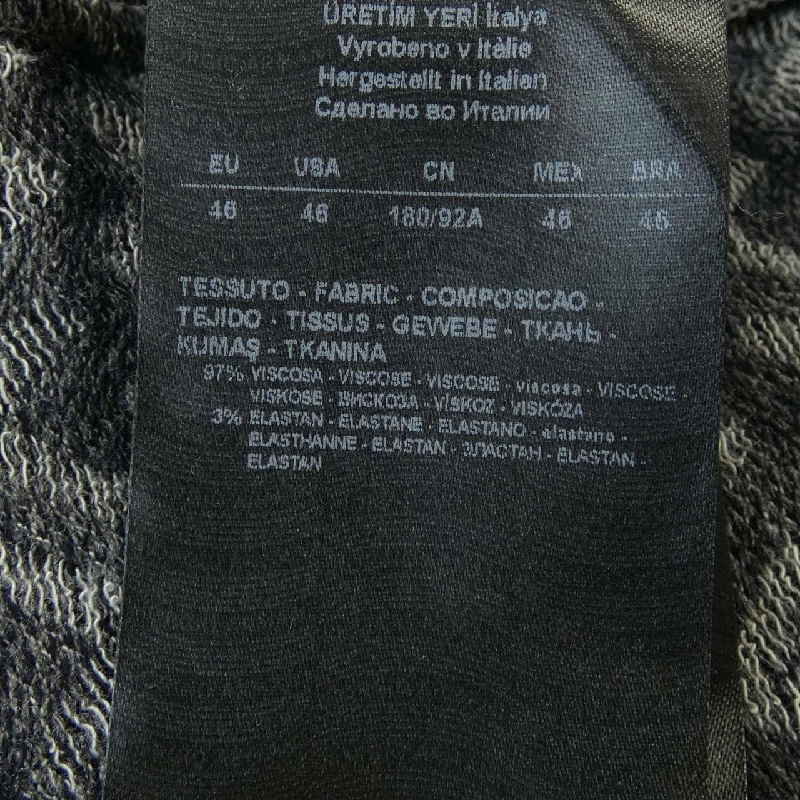 ÜRETİM YERİ İtalya
Vyrobeno v Itálie
Hergestellt in Italien
Сделано во Италии
EU USA CN MEX BRA
46 46 180/92A 46 46
TESSUTO - FABRIC - COMPOSICAO -
TEJIDO - TISSUS - GEWEBE - ТКАНЬ -
KUMAŞ - TKANINA
97% VISCOSA - VISCOSE - VISCOSE - viscosa - VISCOSE -
VISKOSE - ВИСКОЗА - VİSKOZ - VISKÓZA
3% ELASTAN - ELASTANE - ELASTANO - elastano -
ELASTHANNE - ELASTAN - ЭЛАСТАН - ELASTAN -
ELASTAN